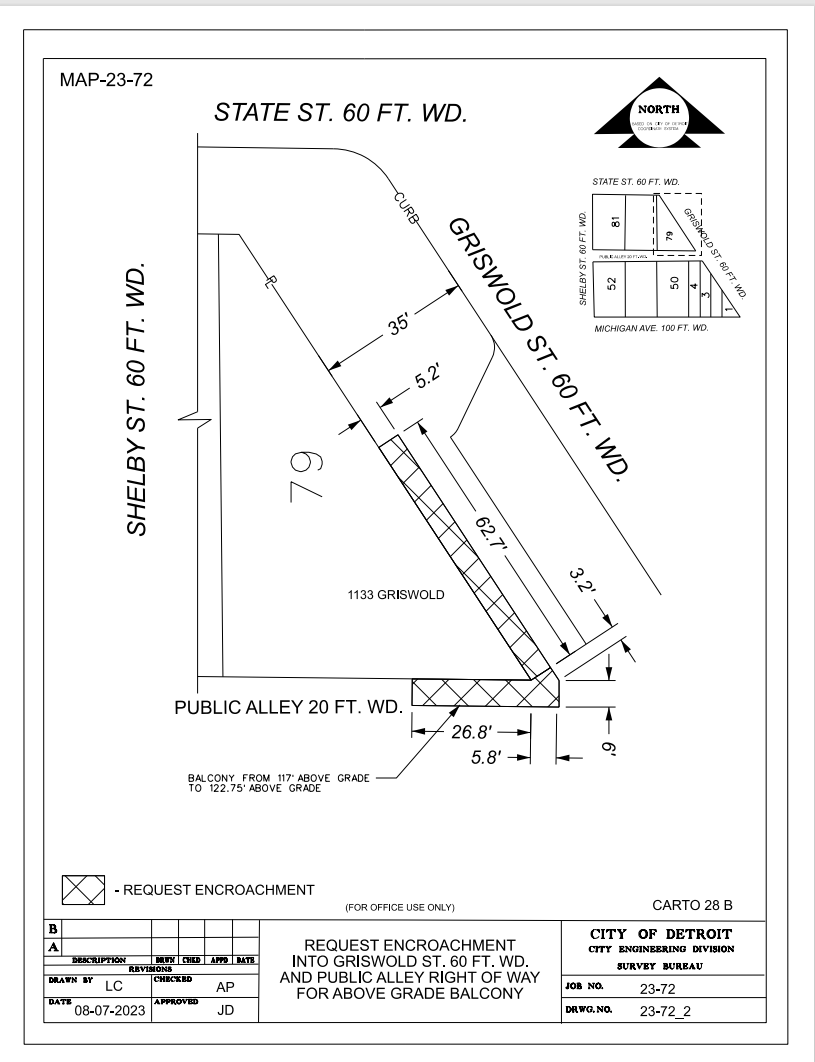 MAP-23-72
STATE ST. 60 FT. WD.
NORTH
BASED ON CITY OF DETROIT
COORDINATE SYSTEM
STATE ST. 60 FT. WD.
SHELBY ST. 60 FT. WD.
81
79
GRISWOLD ST. 60 FT. WD.
PUBLIC ALLEY 20 FT. WD.
52
50
4
3
1
MICHIGAN AVE. 100 FT. WD.
CURB
GRISWOLD ST. 60 FT. WD.
SHELBY ST. 60 FT. WD.
PL
35'
5.2'
79
62.7'
3.2'
1133 GRISWOLD
PUBLIC ALLEY 20 FT. WD.
26.8'
5.8'
6'
BALCONY FROM 117' ABOVE GRADE
TO 122.75' ABOVE GRADE
- REQUEST ENCROACHMENT
(FOR OFFICE USE ONLY)
CARTO 28 B
B
A
DESCRIPTION DRWN CHKD APPD DATE
REVISIONS
DRAWN BY LC
CHECKED AP
DATE 08-07-2023
APPROVED JD
REQUEST ENCROACHMENT
INTO GRISWOLD ST. 60 FT. WD.
AND PUBLIC ALLEY RIGHT OF WAY
FOR ABOVE GRADE BALCONY
CITY OF DETROIT
CITY ENGINEERING DIVISION
SURVEY BUREAU
JOB NO. 23-72
DRWG. NO. 23-72_2